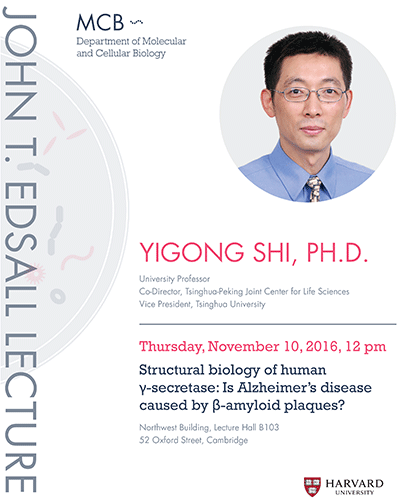 JOHN T. EDSALL LECTURE
MCB
Department of Molecular
and Cellular Biology
YIGONG SHI, PH.D.
University Professor
Co-Director, Tsinghua-Peking Joint Center for Life Sciences
Vice President, Tsinghua University
Thursday, November 10, 2016, 12 pm
Structural biology of human
γ-secretase: Is Alzheimer's disease
caused by β-amyloid plaques?
Northwest Building, Lecture Hall B103
52 Oxford Street, Cambridge
HARVARD
UNIVERSITY